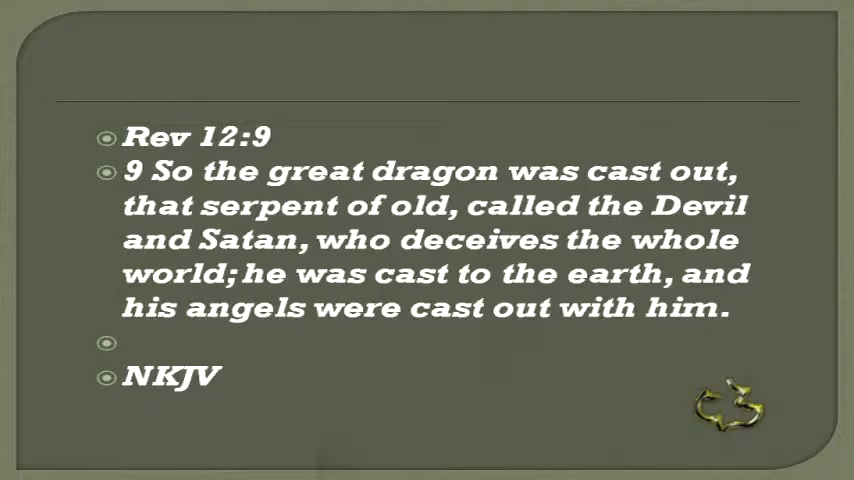 Rev 12:9
9 So the great dragon was cast out,
that serpent of old, called the Devil
and Satan, who deceives the whole
world; he was cast to the earth, and
his angels were cast out with him.
NKJV
C3